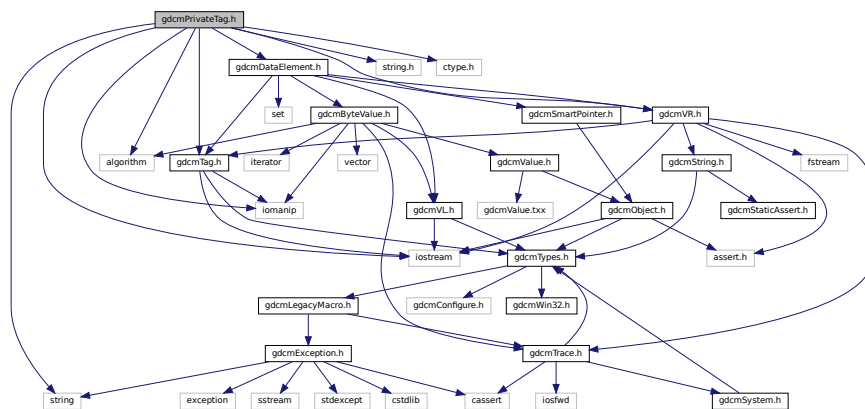 gdcmPrivateTag.h
gdcmDataElement.h
string.h
ctype.h
set
gdcmByteValue.h
gdcmSmartPointer.h
gdcmVR.h
algorithm
gdcmTag.h
iterator
vector
gdcmValue.h
gdcmString.h
fstream
iomanip
gdcmVL.h
gdcmValue.txx
gdcmObject.h
gdcmStaticAssert.h
iostream
gdcmTypes.h
assert.h
gdcmLegacyMacro.h
gdcmConfigure.h
gdcmWin32.h
gdcmException.h
gdcmTrace.h
string
exception
sstream
stdexcept
cstdlib
cassert
iosfwd
gdcmSystem.h